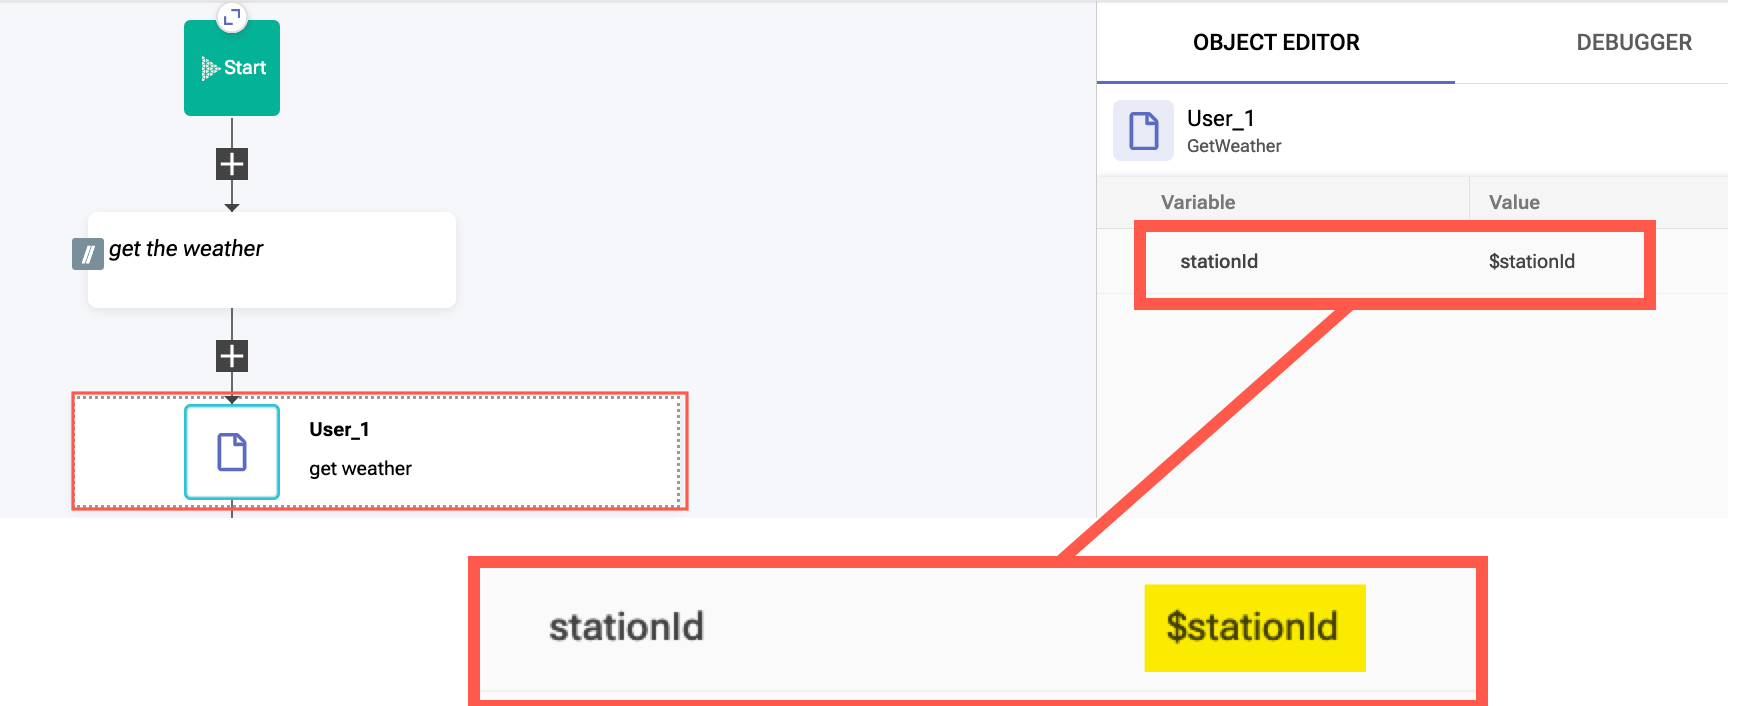 Start
get the weather
User_1
get weather
OBJECT EDITOR
DEBUGGER
User_1
GetWeather
Variable
Value
stationId
$stationId
stationId
$stationId